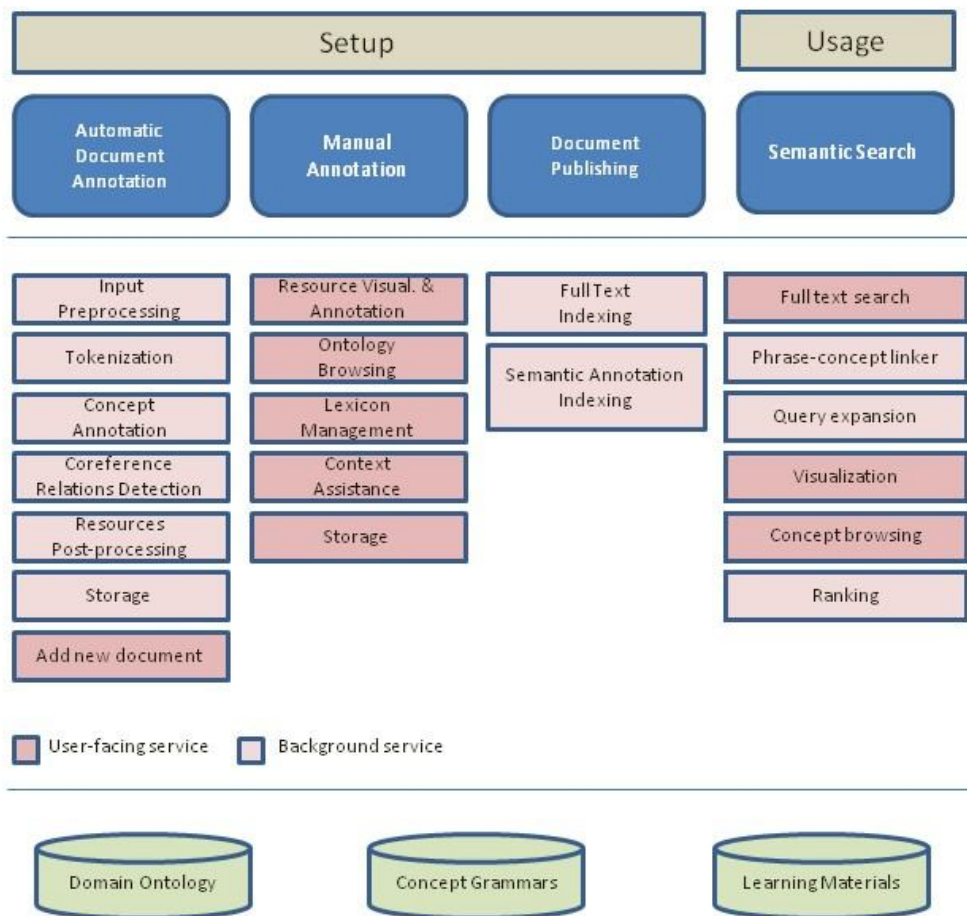 Setup
Usage
Automatic
Document
Annotation
Manual
Annotation
Document
Publishing
Semantic Search
Input
Preprocessing
Tokenization
Concept
Annotation
Coreference
Relations Detection
Resources
Post-processing
Storage
Add new document
Resource Visual. &
Annotation
Ontology
Browsing
Lexicon
Management
Context
Assistance
Storage
Full Text
Indexing
Semantic Annotation
Indexing
Full text search
Phrase-concept linker
Query expansion
Visualization
Concept browsing
Ranking
User-facing service
Background service
Domain Ontology
Concept Grammars
Learning Materials